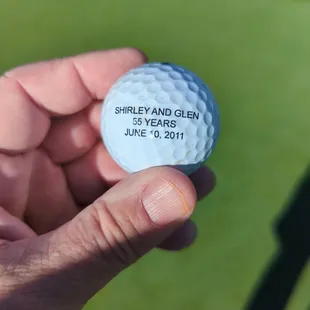 SHIRLEY AND GLEN
55 YEARS
JUNE 10, 2011